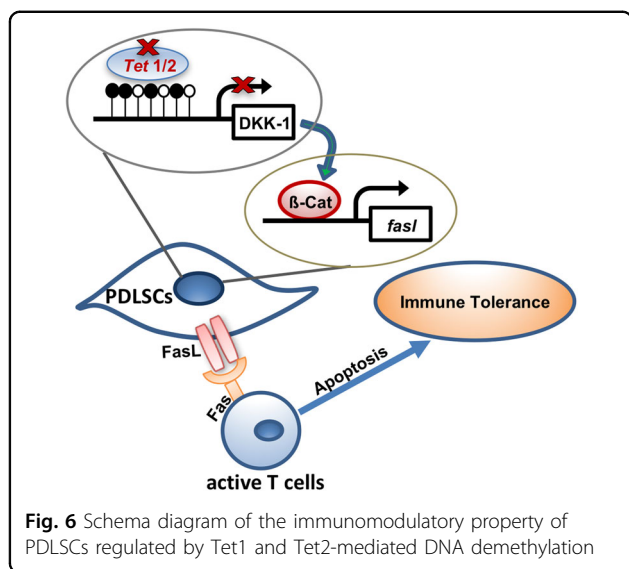 Tet 1/2
DKK-1
ß-Cat
fasl
PDLSCs
Immune Tolerance
FasL
Fas
Apoptosis
active T cells
Fig. 6 Schema diagram of the immunomodulatory property of
PDLSCs regulated by Tet1 and Tet2-mediated DNA demethylation